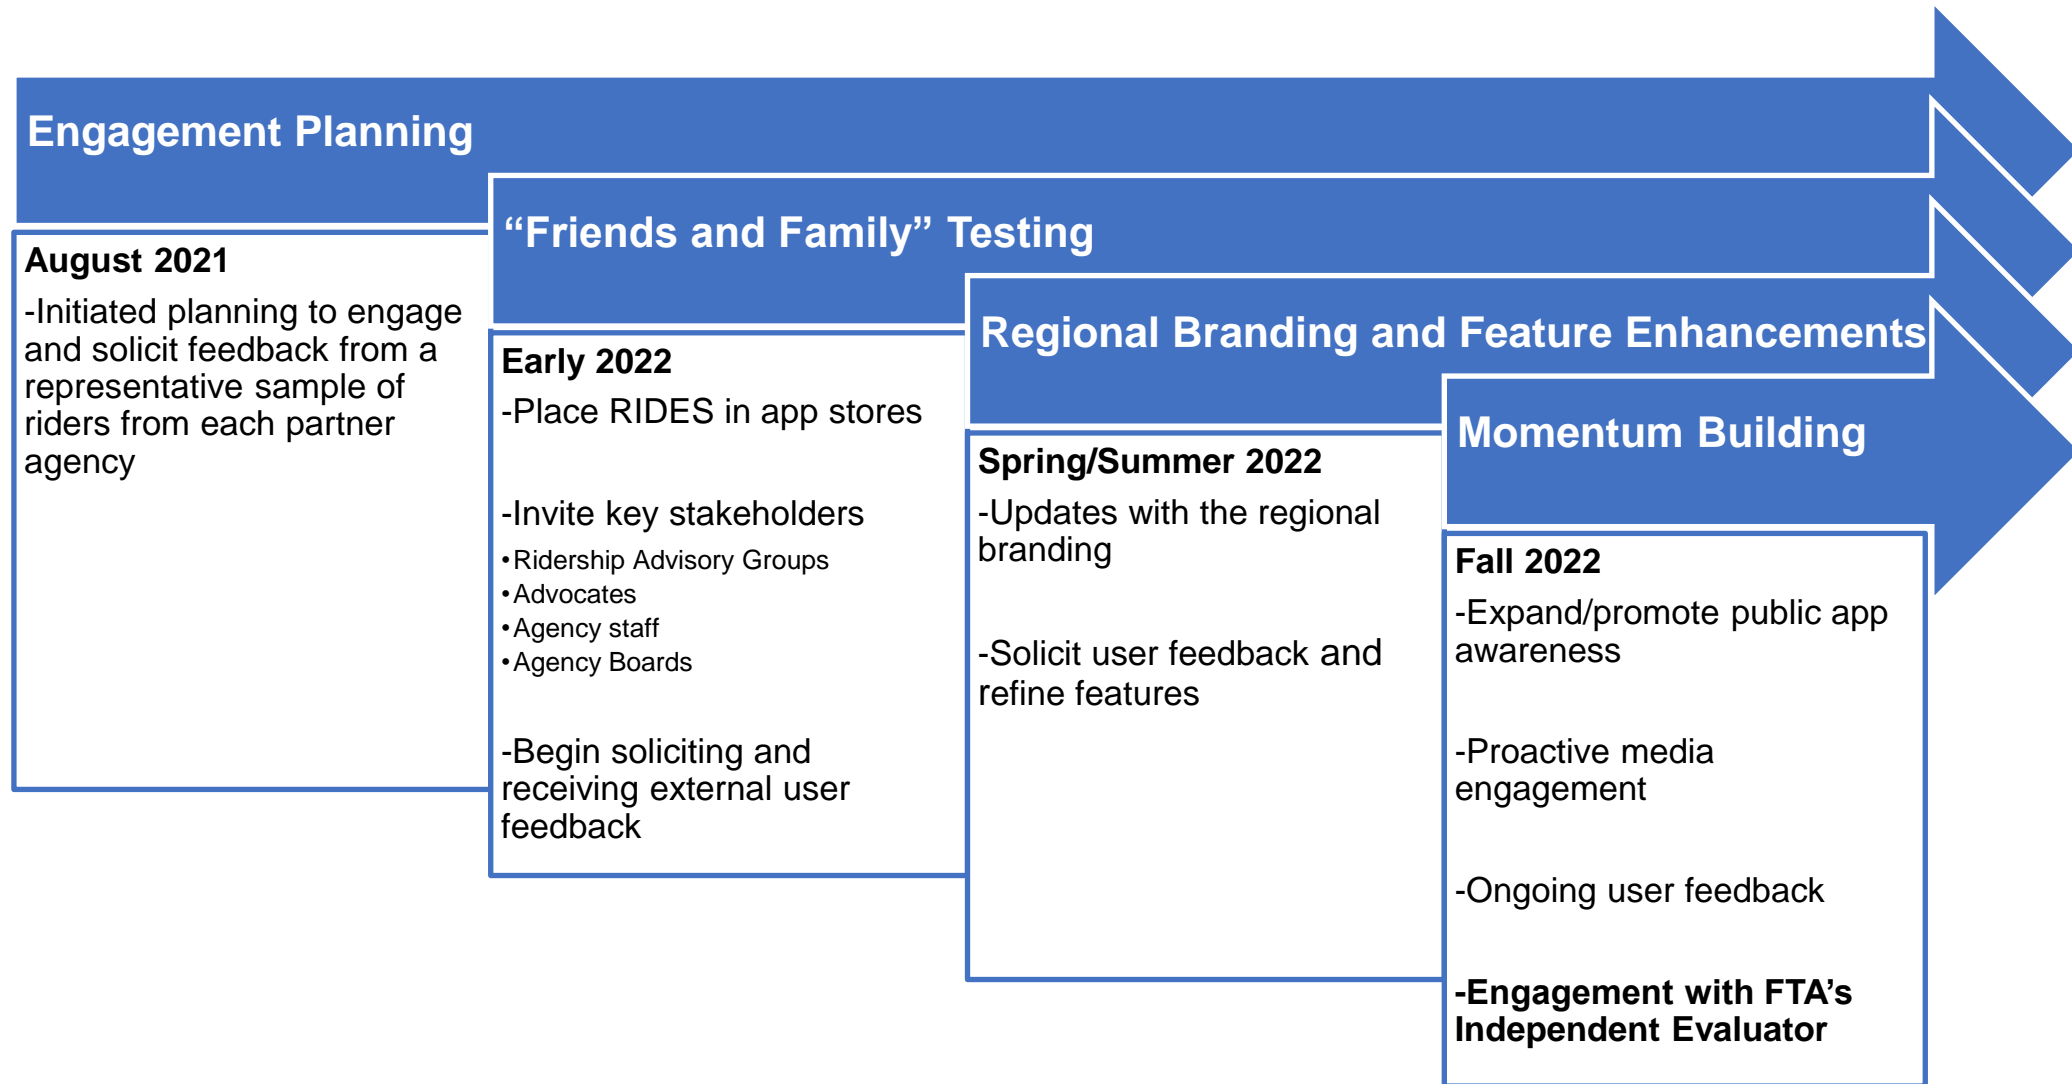 Engagement Planning
August 2021
-Initiated planning to engage
and solicit feedback from a
representative sample of
riders from each partner
agency
“Friends and Family” Testing
Early 2022
-Place RIDES in app stores
-Invite key stakeholders
•Ridership Advisory Groups
•Advocates
•Agency staff
•Agency Boards
-Begin soliciting and
receiving external user
feedback
Regional Branding and Feature Enhancements
Spring/Summer 2022
-Updates with the regional
branding
-Solicit user feedback and
refine features
Momentum Building
Fall 2022
-Expand/promote public app
awareness
-Proactive media
engagement
-Ongoing user feedback
-Engagement with FTA’s
Independent Evaluator